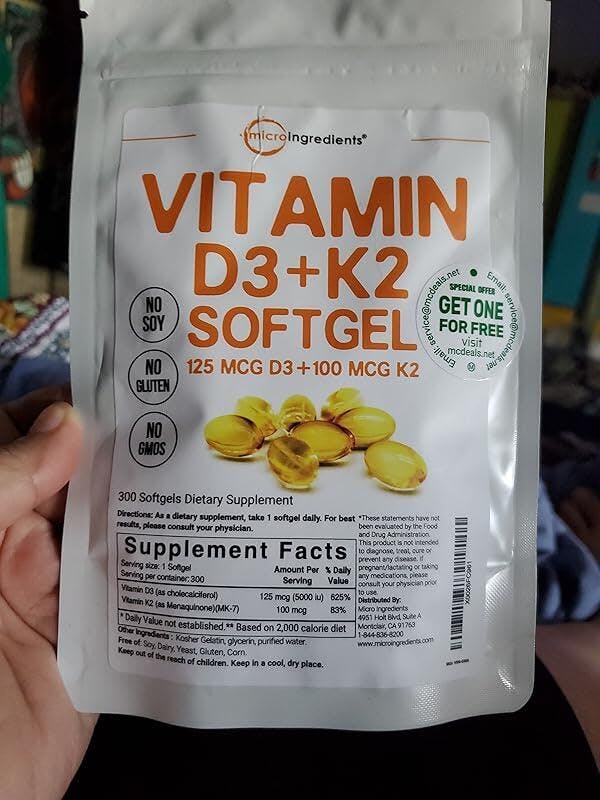 microingredients®
VITAMIN
D3+K2
SOFTGEL
125 MCG D3+100 MCG K2
NO
SOY
NO
GLUTEN
NO
GMOS
SPECIAL OFFER
GET ONE
FOR FREE
visit
mcdeals.net
Email: service@mcdeals.net
Email: service@mcdeals.net
M
300 Softgels Dietary Supplement
Directions: As a dietary supplement, take 1 softgel daily. For best
results, please consult your physician.
Supplement Facts
Serving size: 1 Softgel
Serving per container: 300
Amount Per
Serving
% Daily
Value
Vitamin D3 (as cholecalciferol) 125 mcg (5000 iu) 625%
Vitamin K2 (as Menaquinone)(MK-7) 100 mcg 83%
* Daily Value not established.** Based on 2,000 calorie diet
Other Ingredients : Kosher Gelatin, glycerin, purified water.
Free of: Soy, Dairy, Yeast, Gluten, Corn.
Keep out of the reach of children. Keep in a cool, dry place.
*These statements have not
been evaluated by the Food
and Drug Administration.
This product is not intended
to diagnose, treat, cure or
prevent any disease. If
pregnant/lactating or taking
any medications, please
consult your physician prior
to use.
Distributed By:
Micro Ingredients
4951 Holt Blvd, Suite A
Montclair, CA 91763
1-844-836-8200
www.microingredients.com